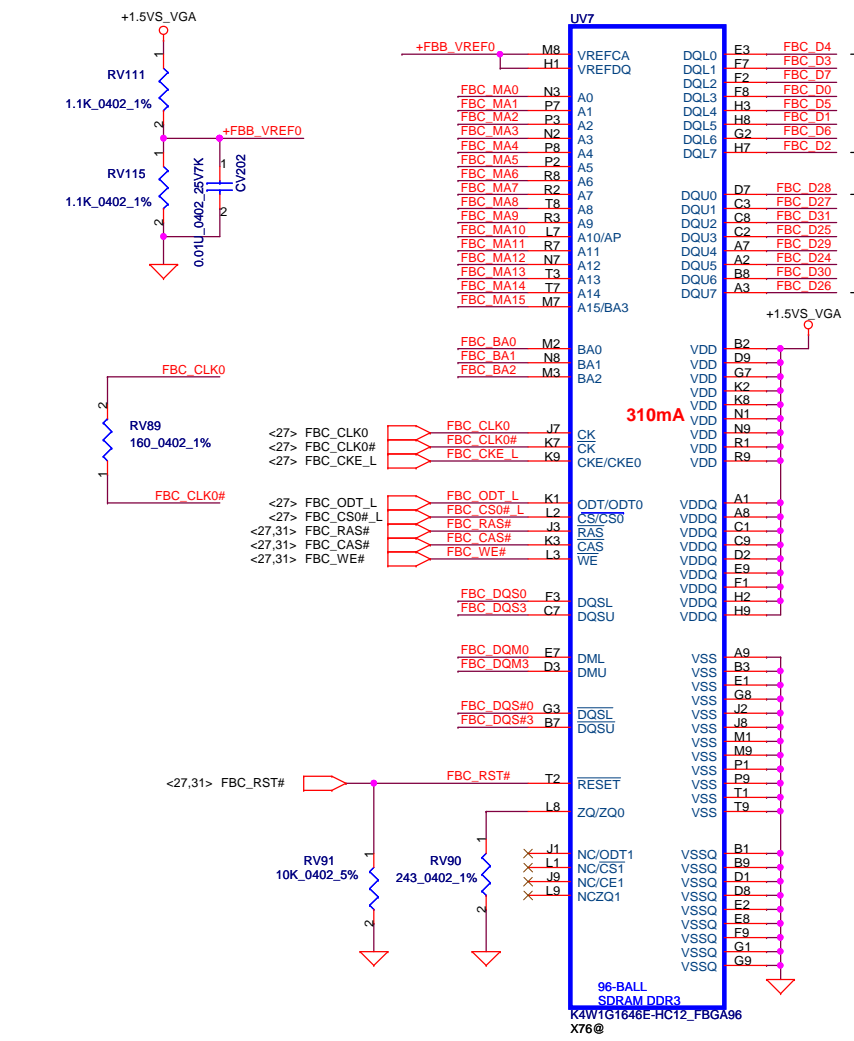 +1.5VS_VGA
1
RV111
1.1K_0402_1%
2
+FBB_VREF0
1
RV115
1.1K_0402_1%
2
1
CV202
0.01U_0402_25V7K
2
FBC_CLK0
2
RV89
160_0402_1%
1
FBC_CLK0#
UV7
+FBB_VREF0 M8 VREFCA
H1 VREFDQ
FBC_MA0 N3 A0
FBC_MA1 P7 A1
FBC_MA2 P3 A2
FBC_MA3 N2 A3
FBC_MA4 P8 A4
FBC_MA5 P2 A5
FBC_MA6 R8 A6
FBC_MA7 R2 A7
FBC_MA8 T8 A8
FBC_MA9 R3 A9
FBC_MA10 L7 A10/AP
FBC_MA11 R7 A11
FBC_MA12 N7 A12
FBC_MA13 T3 A13
FBC_MA14 T7 A14
FBC_MA15 M7 A15/BA3
FBC_BA0 M2 BA0
FBC_BA1 N8 BA1
FBC_BA2 M3 BA2
<27> FBC_CLK0 FBC_CLK0 J7 CK
<27> FBC_CLK0# FBC_CLK0# K7 CK
<27> FBC_CKE_L FBC_CKE_L K9 CKE/CKE0
<27> FBC_ODT_L FBC_ODT_L K1 ODT/ODT0
<27> FBC_CS0#_L FBC_CS0#_L L2 CS/CS0
<27,31> FBC_RAS# FBC_RAS# J3 RAS
<27,31> FBC_CAS# FBC_CAS# K3 CAS
<27,31> FBC_WE# FBC_WE# L3 WE
FBC_DQS0 F3 DQSL
FBC_DQS3 C7 DQSU
FBC_DQM0 E7 DML
FBC_DQM3 D3 DMU
FBC_DQS#0 G3 DQSL
FBC_DQS#3 B7 DQSU
<27,31> FBC_RST# FBC_RST# T2 RESET
L8 ZQ/ZQ0
1
RV91
10K_0402_5%
2
1
RV90
243_0402_1%
2
J1 NC/ODT1
L1 NC/CS1
J9 NC/CE1
L9 NCZQ1
DQL0 E3 FBC_D4
DQL1 F7 FBC_D3
DQL2 F2 FBC_D7
DQL3 F8 FBC_D0
DQL4 H3 FBC_D5
DQL5 H8 FBC_D1
DQL6 G2 FBC_D6
DQL7 H7 FBC_D2
DQU0 D7 FBC_D28
DQU1 C3 FBC_D27
DQU2 C8 FBC_D31
DQU3 C2 FBC_D25
DQU4 A7 FBC_D29
DQU5 A2 FBC_D24
DQU6 B8 FBC_D30
DQU7 A3 FBC_D26
+1.5VS_VGA
VDD B2
VDD D9
VDD G7
VDD K2
VDD K8
VDD N1
VDD N9
VDD R1
VDD R9
310mA
VDDQ A1
VDDQ A8
VDDQ C1
VDDQ C9
VDDQ D2
VDDQ E9
VDDQ F1
VDDQ H2
VDDQ H9
VSS A9
VSS B3
VSS E1
VSS G8
VSS J2
VSS J8
VSS M1
VSS M9
VSS P1
VSS P9
VSS T1
VSS T9
VSSQ B1
VSSQ B9
VSSQ D1
VSSQ D8
VSSQ E2
VSSQ E8
VSSQ F9
VSSQ G1
VSSQ G9
96-BALL
SDRAM DDR3
K4W1G1646E-HC12_FBGA96
X76@